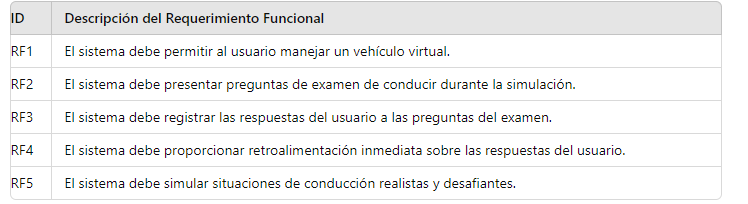 ID Descripción del Requerimiento Funcional
RF1 El sistema debe permitir al usuario manejar un vehículo virtual.
RF2 El sistema debe presentar preguntas de examen de conducir durante la simulación.
RF3 El sistema debe registrar las respuestas del usuario a las preguntas del examen.
RF4 El sistema debe proporcionar retroalimentación inmediata sobre las respuestas del usuario.
RF5 El sistema debe simular situaciones de conducción realistas y desafiantes.